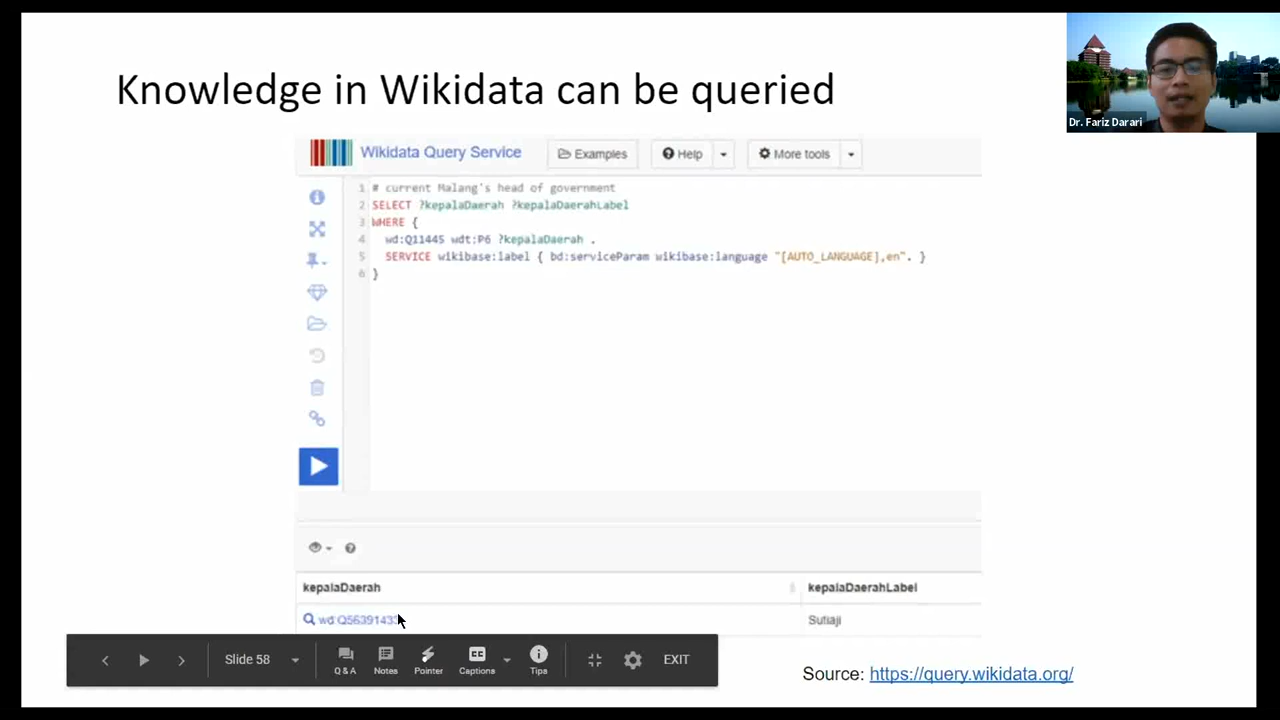 Knowledge in Wikidata can be queried
Dr. Fariz Darari
Wikidata Query Service
Examples
Help
More tools
1 # current Malang's head of government
2 SELECT ?kepalaDaerah ?kepalaDaerahLabel
3 WHERE {
4 wd:Q11445 wdt:P6 ?kepalaDaerah .
5 SERVICE wikibase:label { bd:serviceParam wikibase:language "[AUTO_LANGUAGE],en". }
6 }
kepalaDaerah
kepalaDaerahLabel
Sutiaji
Slide 58
Q & A
Notes
Pointer
Captions
Tips
EXIT
Source: https://query.wikidata.org/